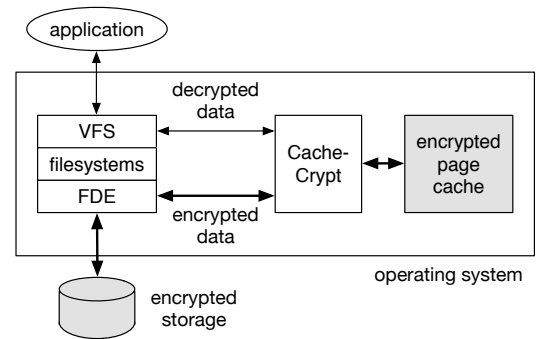 application
decrypted
data
VFS
filesystems
FDE
Cache-
Crypt
encrypted
page
cache
encrypted
data
operating system
encrypted
storage